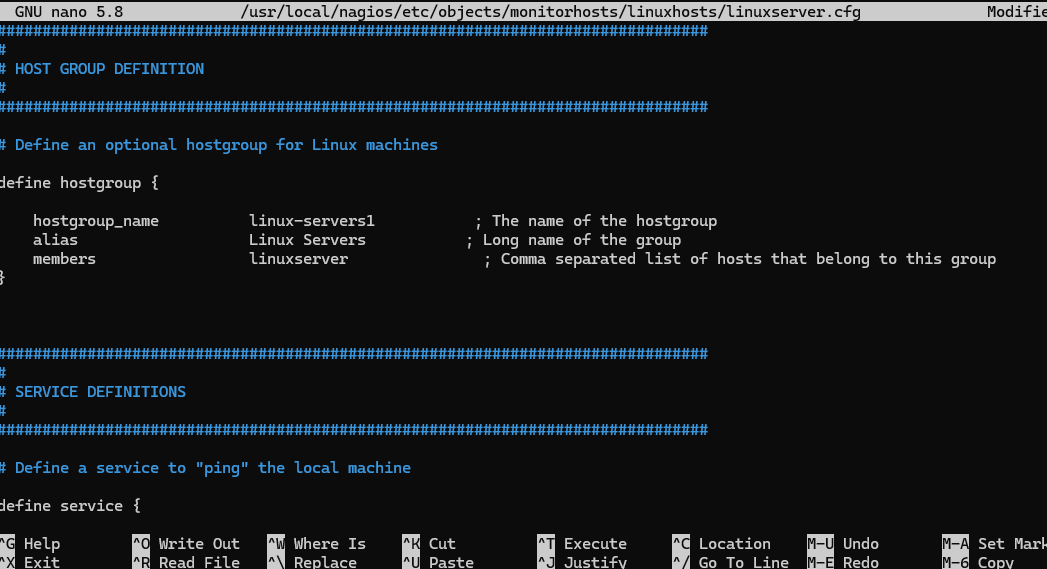 GNU nano 5.8 /usr/local/nagios/etc/objects/monitorhosts/linuxhosts/linuxserver.cfg Modifie
###############################################################################
#
# HOST GROUP DEFINITION
#
###############################################################################
# Define an optional hostgroup for Linux machines
define hostgroup {
hostgroup_name linux-servers1 ; The name of the hostgroup
alias Linux Servers ; Long name of the group
members linuxserver ; Comma separated list of hosts that belong to this group
}
###############################################################################
#
# SERVICE DEFINITIONS
#
###############################################################################
# Define a service to "ping" the local machine
define service {
^G Help ^O Write Out ^W Where Is ^K Cut ^T Execute ^C Location M-U Undo M-A Set Mark
^X Exit ^R Read File ^\ Replace ^U Paste ^J Justify ^/ Go To Line M-E Redo M-6 Copy